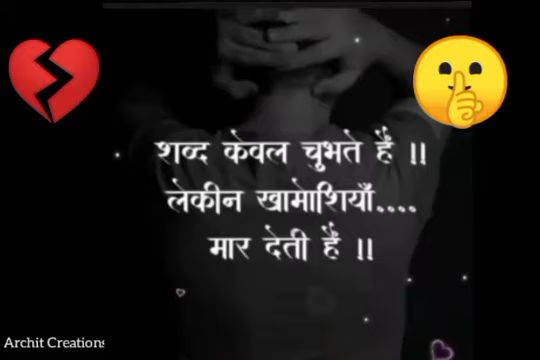 शब्द केवल चुभते हैं ।।
लेकीन खामोशियाँ....
मार देती हैं ।।
Archit Creations